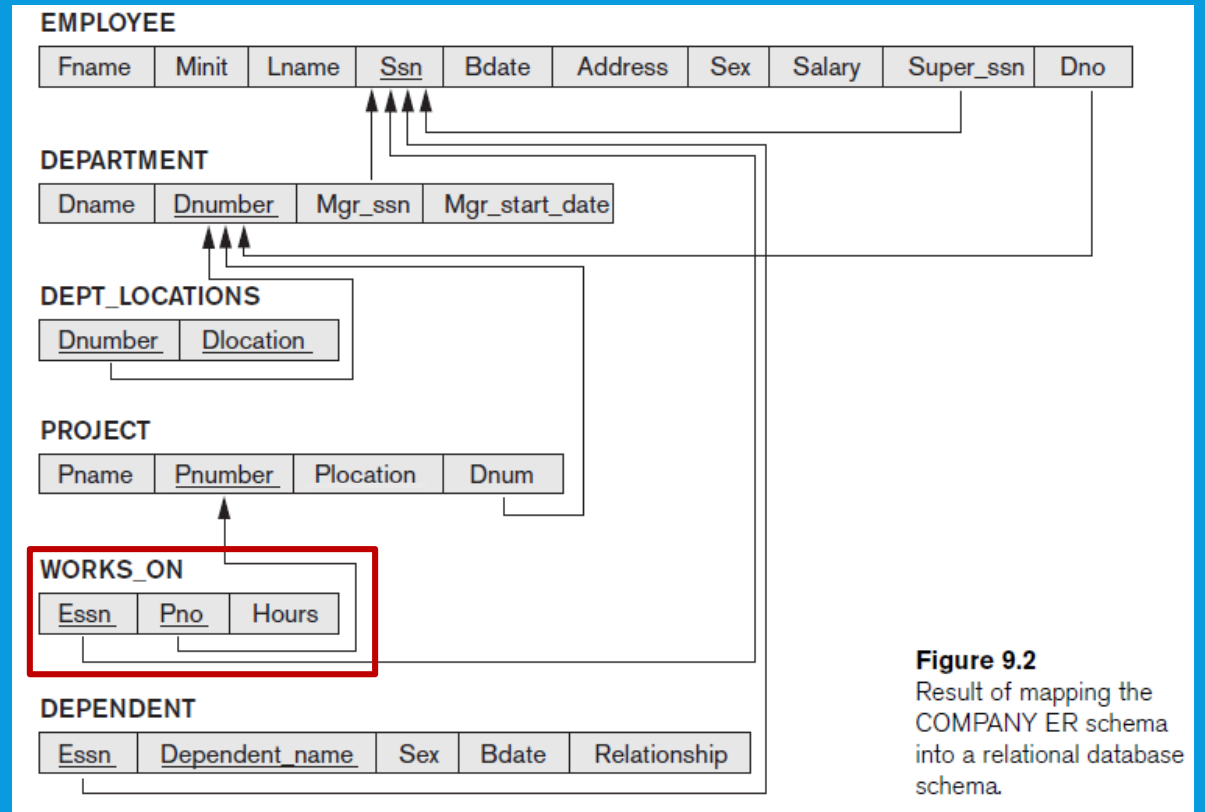 EMPLOYEE
Fname Minit Lname Ssn Bdate Address Sex Salary Super_ssn Dno
DEPARTMENT
Dname Dnumber Mgr_ssn Mgr_start_date
DEPT_LOCATIONS
Dnumber Dlocation
PROJECT
Pname Pnumber Plocation Dnum
WORKS_ON
Essn Pno Hours
DEPENDENT
Essn Dependent_name Sex Bdate Relationship
Figure 9.2
Result of mapping the
COMPANY ER schema
into a relational database
schema.